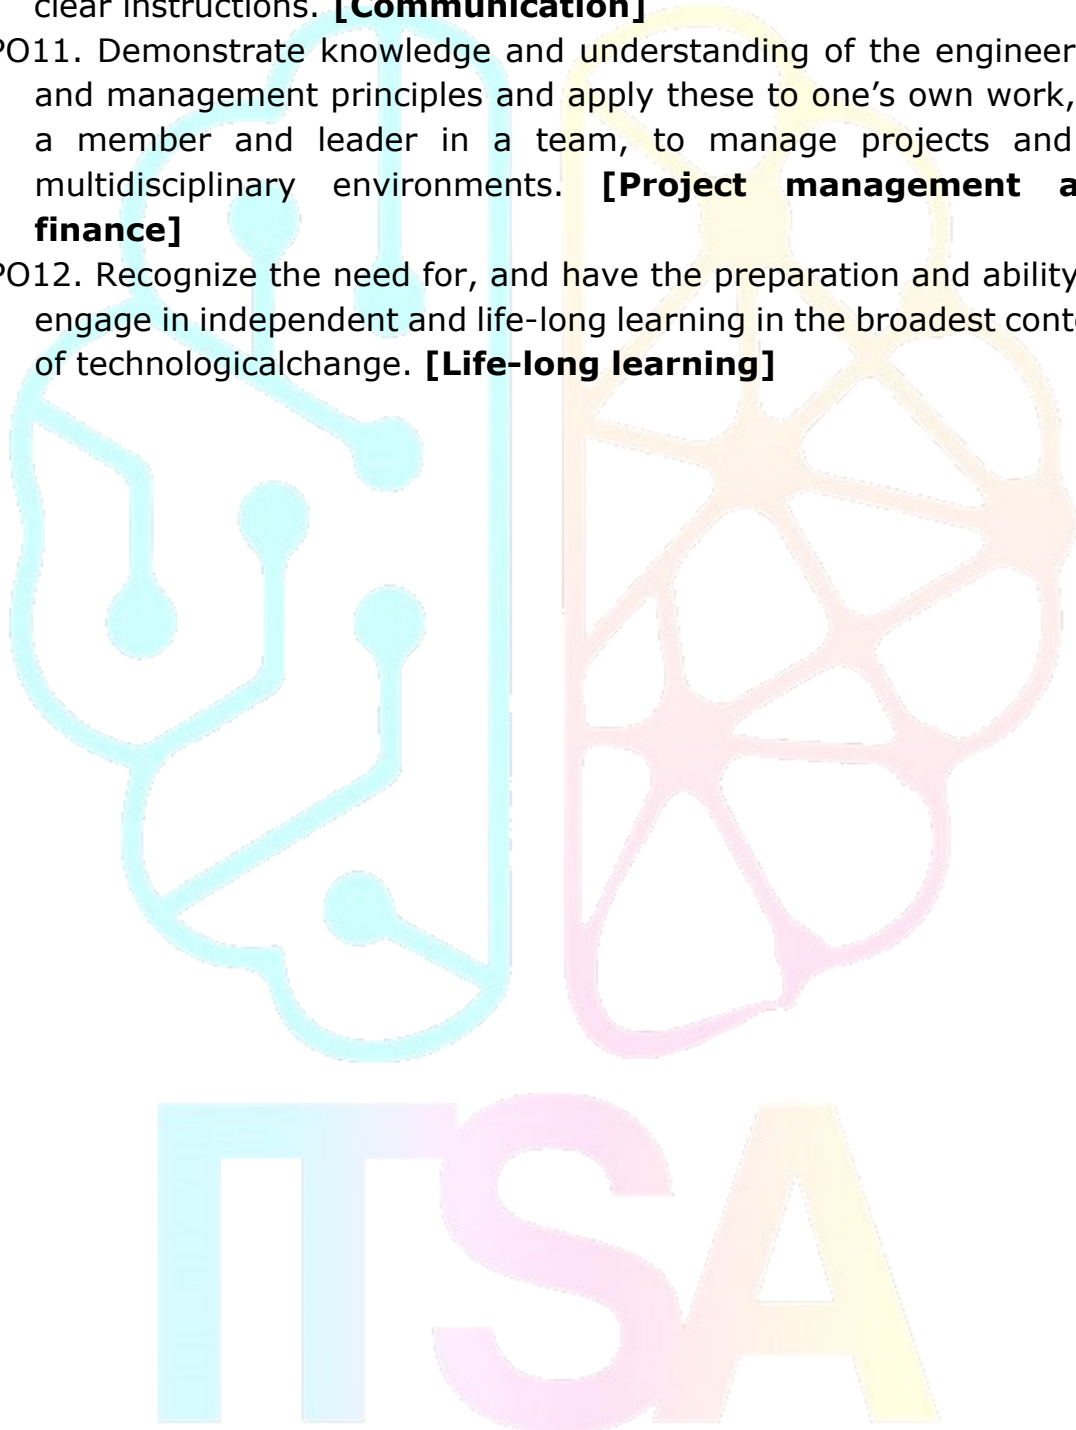 clear instructions. [Communication]
PO11. Demonstrate knowledge and understanding of the engineer
and management principles and apply these to one’s own work,
a member and leader in a team, to manage projects and
multidisciplinary environments. [Project management a
finance]
PO12. Recognize the need for, and have the preparation and ability
engage in independent and life-long learning in the broadest cont
of technologicalchange. [Life-long learning]
ITSA